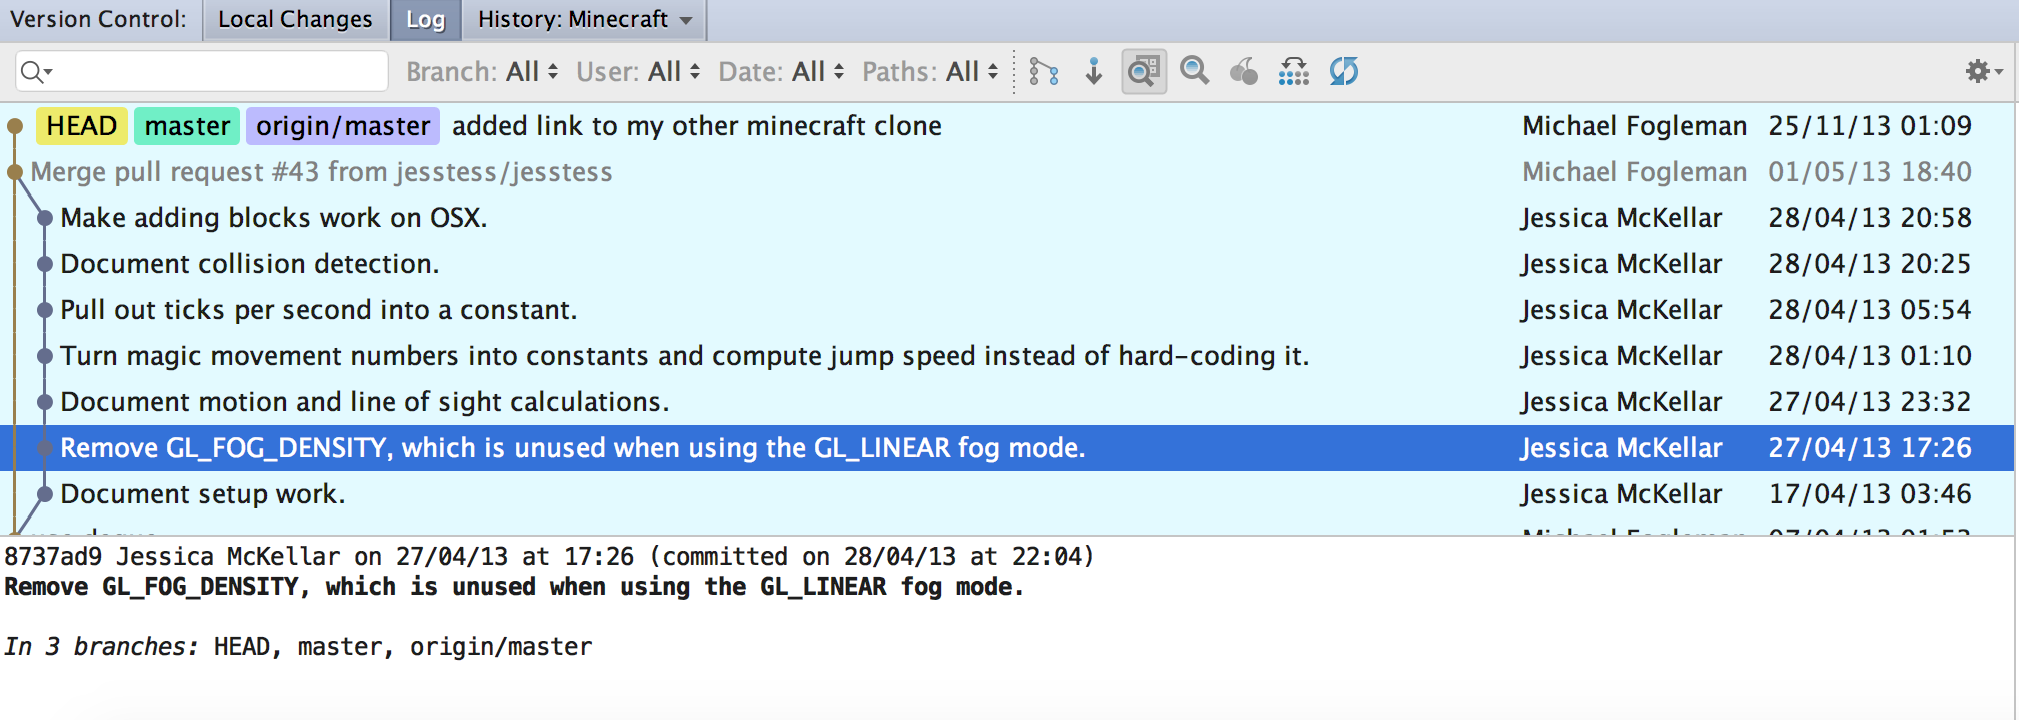 Version Control: Local Changes Log History: Minecraft
Branch: All User: All Date: All Paths: All
HEAD master origin/master added link to my other minecraft clone Michael Fogleman 25/11/13 01:09
Merge pull request #43 from jesstess/jesstess Michael Fogleman 01/05/13 18:40
Make adding blocks work on OSX. Jessica McKellar 28/04/13 20:58
Document collision detection. Jessica McKellar 28/04/13 20:25
Pull out ticks per second into a constant. Jessica McKellar 28/04/13 05:54
Turn magic movement numbers into constants and compute jump speed instead of hard-coding it. Jessica McKellar 28/04/13 01:10
Document motion and line of sight calculations. Jessica McKellar 27/04/13 23:32
Remove GL_FOG_DENSITY, which is unused when using the GL_LINEAR fog mode. Jessica McKellar 27/04/13 17:26
Document setup work. Jessica McKellar 17/04/13 03:46
8737ad9 Jessica McKellar on 27/04/13 at 17:26 (committed on 28/04/13 at 22:04)
Remove GL_FOG_DENSITY, which is unused when using the GL_LINEAR fog mode.
In 3 branches: HEAD, master, origin/master